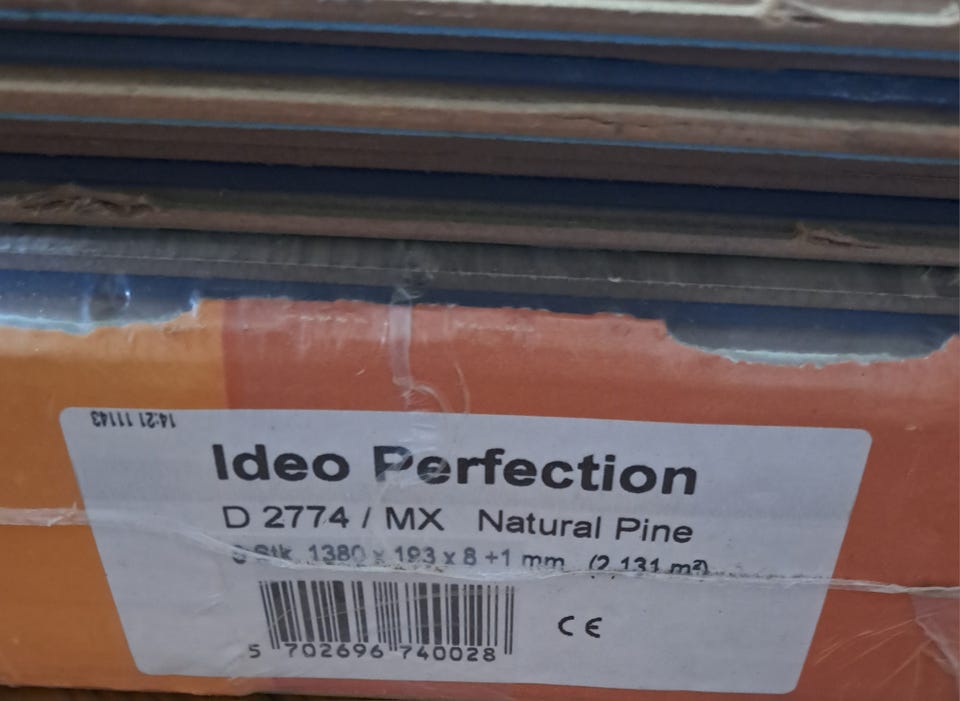 14:21 11143
Ideo Perfection
D 2774 / MX Natural Pine
8 Stk. 1380 x 193 x 8 +1 mm (2,131 m²)
5 702696 740028
CE